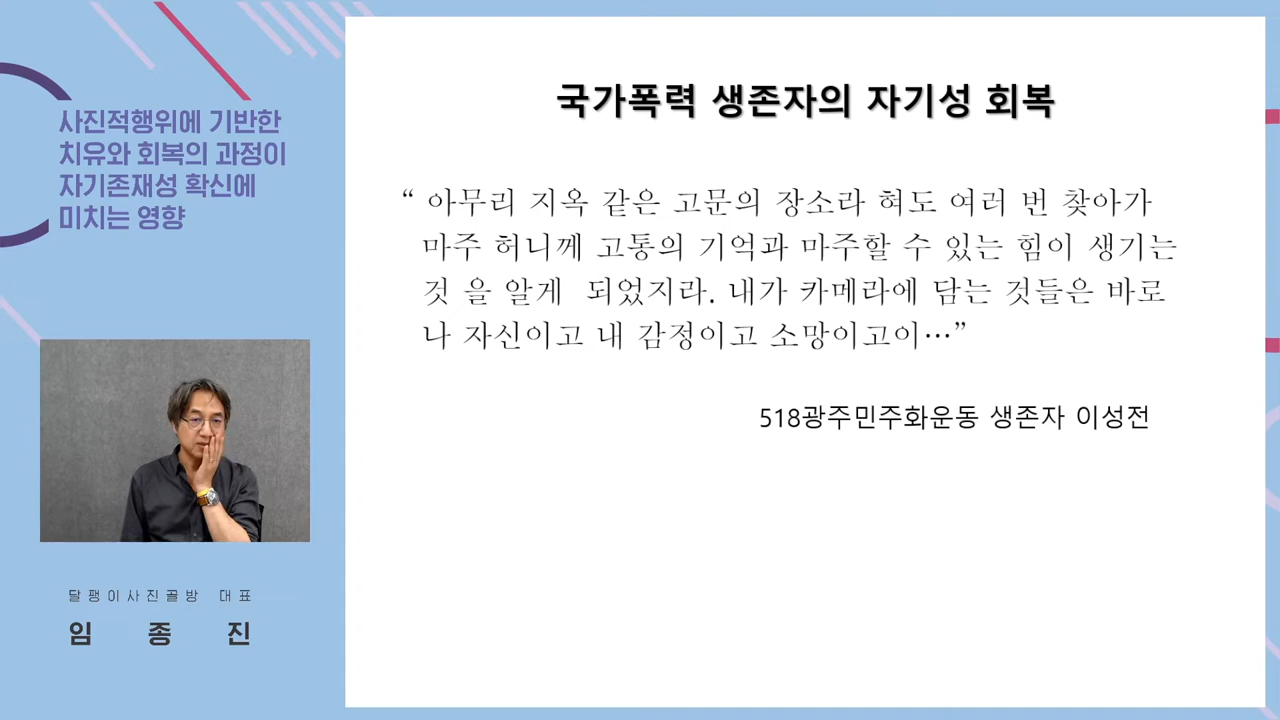 사진적행위에 기반한
치유와 회복의 과정이
자기존재성 확신에
미치는 영향
달팽이사진골방 대표
임종진
국가폭력 생존자의 자기성 회복
“ 아무리 지옥 같은 고문의 장소라 혀도 여러 번 찾아가
마주 허니께 고통의 기억과 마주할 수 있는 힘이 생기는
것 을 알게 되었지라. 내가 카메라에 담는 것들은 바로
나 자신이고 내 감정이고 소망이고이…”
518광주민주화운동 생존자 이성전